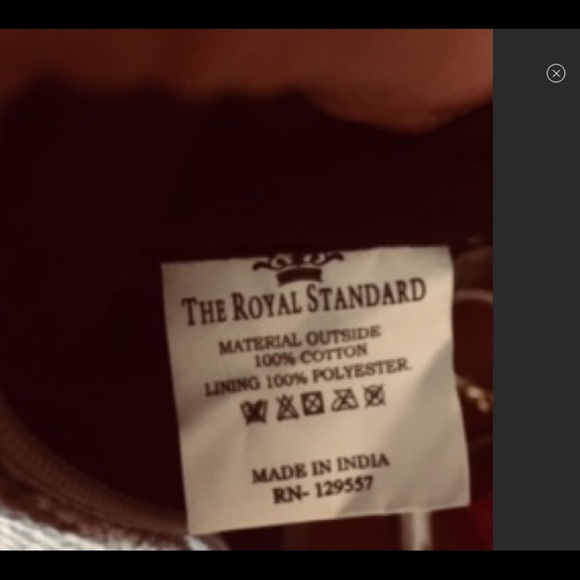 THE ROYAL STANDARD
MATERIAL OUTSIDE
100% COTTON
LINING 100% POLYESTER.
MADE IN INDIA
RN- 129557